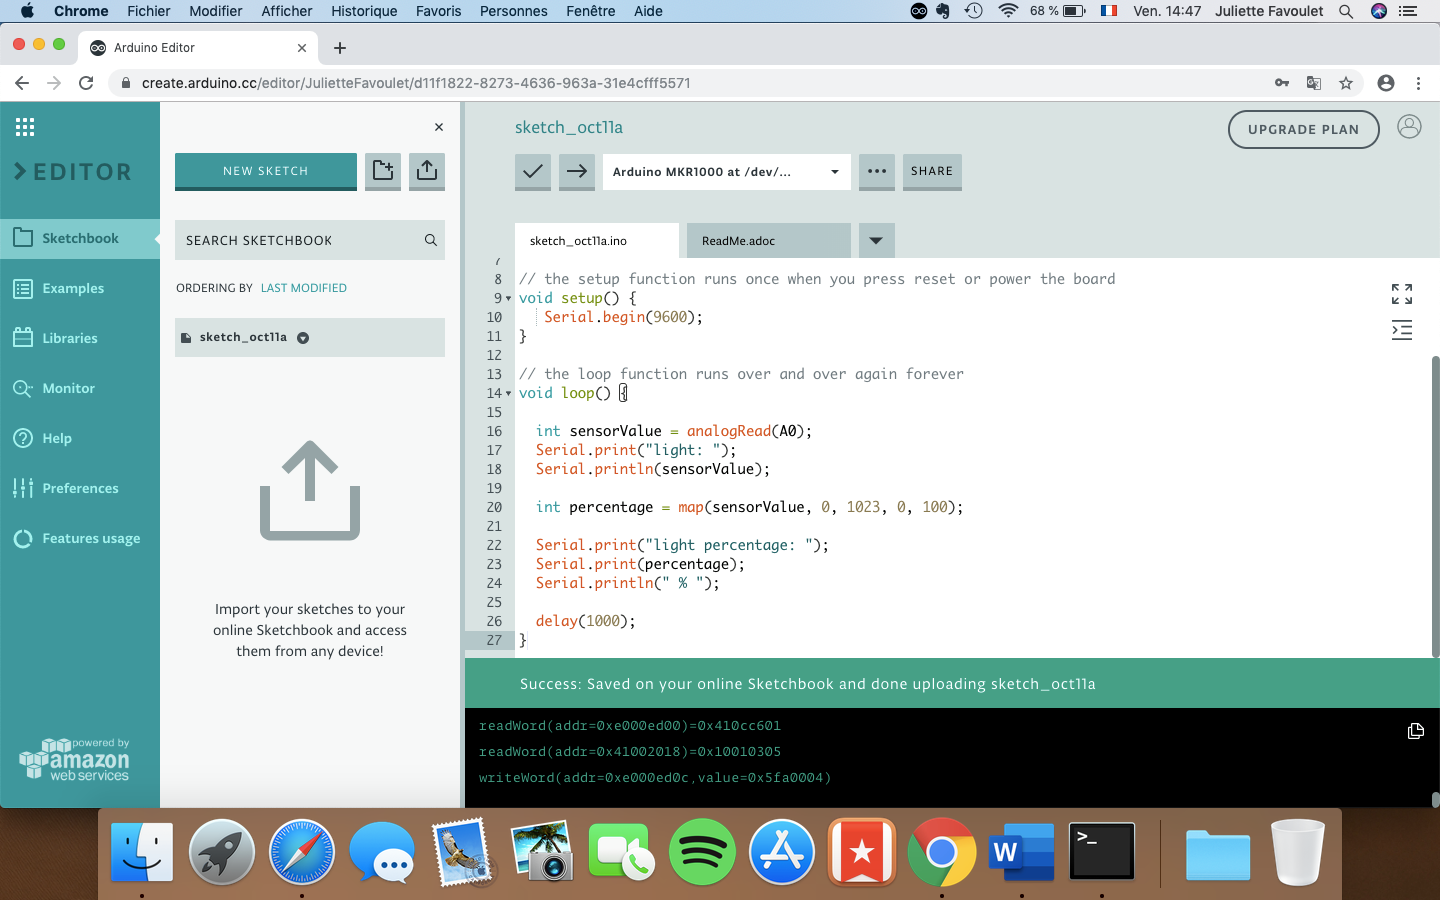 Chrome Fichier Modifier Afficher Historique Favoris Personnes Fenêtre Aide 68 % Ven. 14:47 Juliette Favoulet
Arduino Editor
create.arduino.cc/editor/JulietteFavoulet/d11f1822-8273-4636-963a-31e4cfff5571
EDITOR
Sketchbook
Examples
Libraries
Monitor
Help
Preferences
Features usage
powered by
amazon
web services
NEW SKETCH
SEARCH SKETCHBOOK
ORDERING BY LAST MODIFIED
sketch_oct11a
Import your sketches to your
online Sketchbook and access
them from any device!
sketch_oct11a
UPGRADE PLAN
Arduino MKR1000 at /dev/...
SHARE
sketch_oct11a.ino ReadMe.adoc
7
8 // the setup function runs once when you press reset or power the board
9 void setup() {
10 Serial.begin(9600);
11 }
12
13 // the loop function runs over and over again forever
14 void loop() {
15
16 int sensorValue = analogRead(A0);
17 Serial.print("light: ");
18 Serial.println(sensorValue);
19
20 int percentage = map(sensorValue, 0, 1023, 0, 100);
21
22 Serial.print("light percentage: ");
23 Serial.print(percentage);
24 Serial.println(" % ");
25
26 delay(1000);
27 }
Success: Saved on your online Sketchbook and done uploading sketch_oct11a
readWord(addr=0xe000ed00)=0x410cc601
readWord(addr=0x41002018)=0x10010305
writeWord(addr=0xe000ed0c,value=0x5fa0004)
W
>_